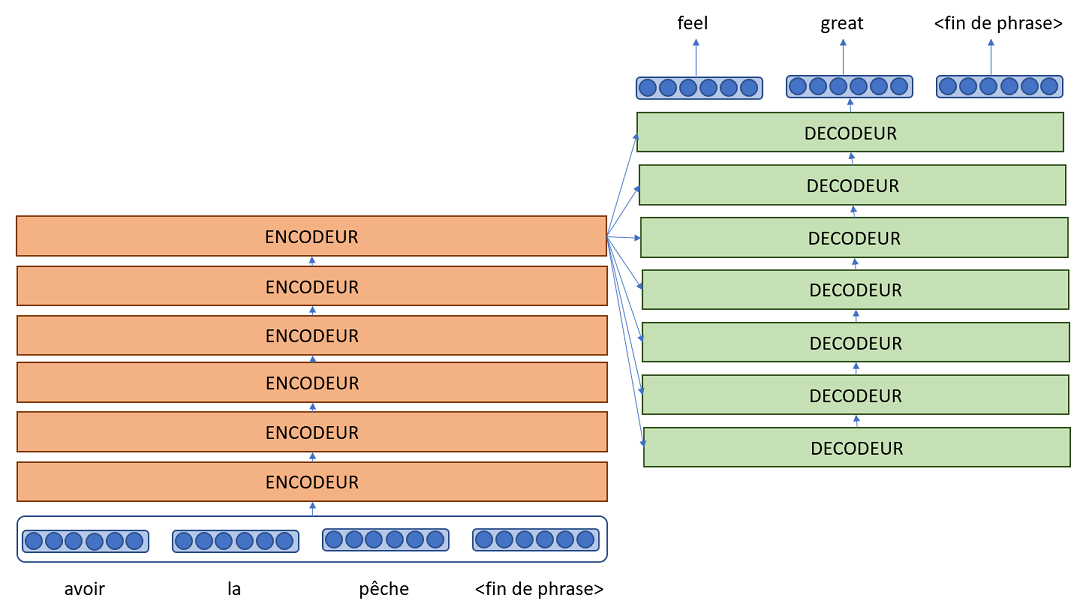 feel great <fin de phrase>
DECODEUR
DECODEUR
DECODEUR
DECODEUR
DECODEUR
DECODEUR
DECODEUR
ENCODEUR
ENCODEUR
ENCODEUR
ENCODEUR
ENCODEUR
ENCODEUR
avoir la pêche <fin de phrase>